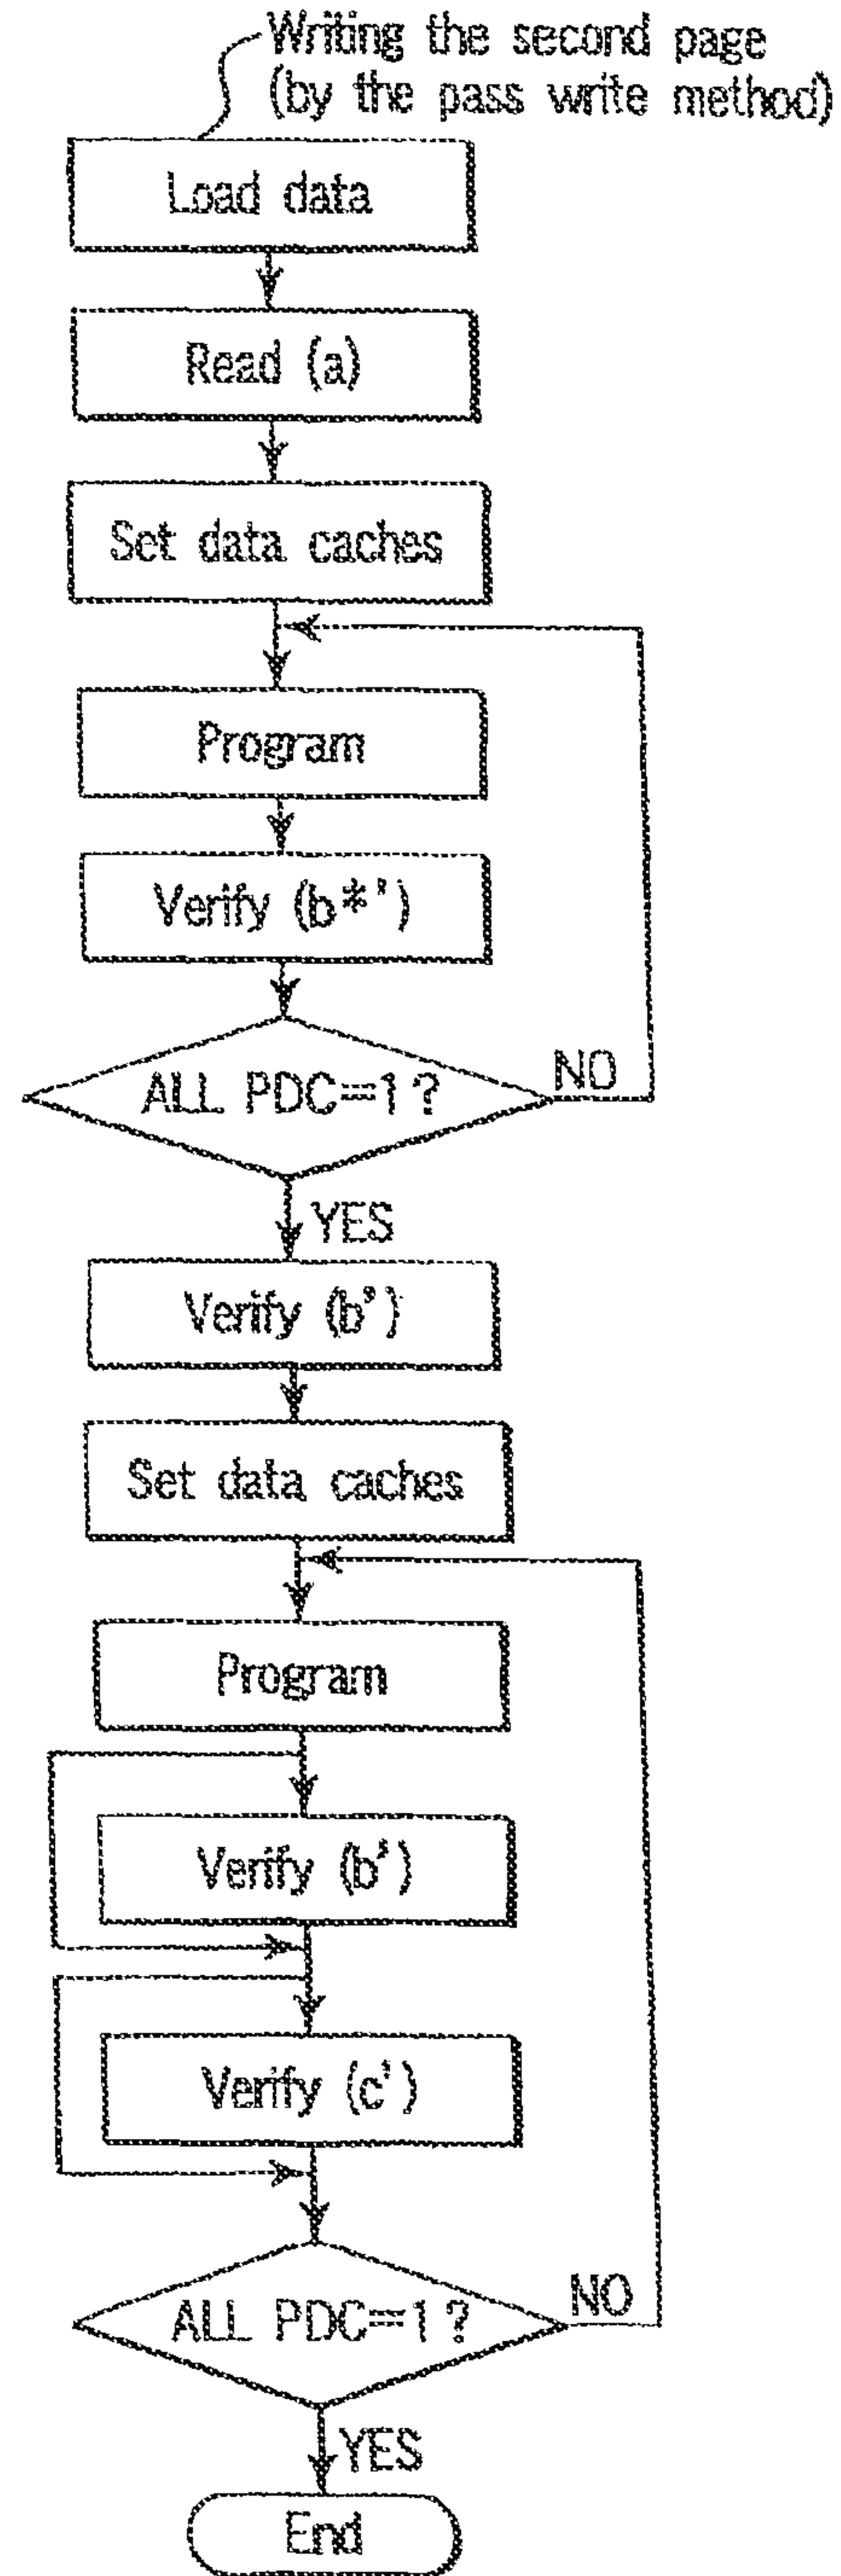 Writing the second page
(by the pass write method)
Load data
Read (a)
Set data caches
Program
Verify (b*')
ALL PDC=1?
NO
YES
Verify (b')
Set data caches
Program
Verify (b')
Verify (c')
ALL PDC=1?
NO
YES
End